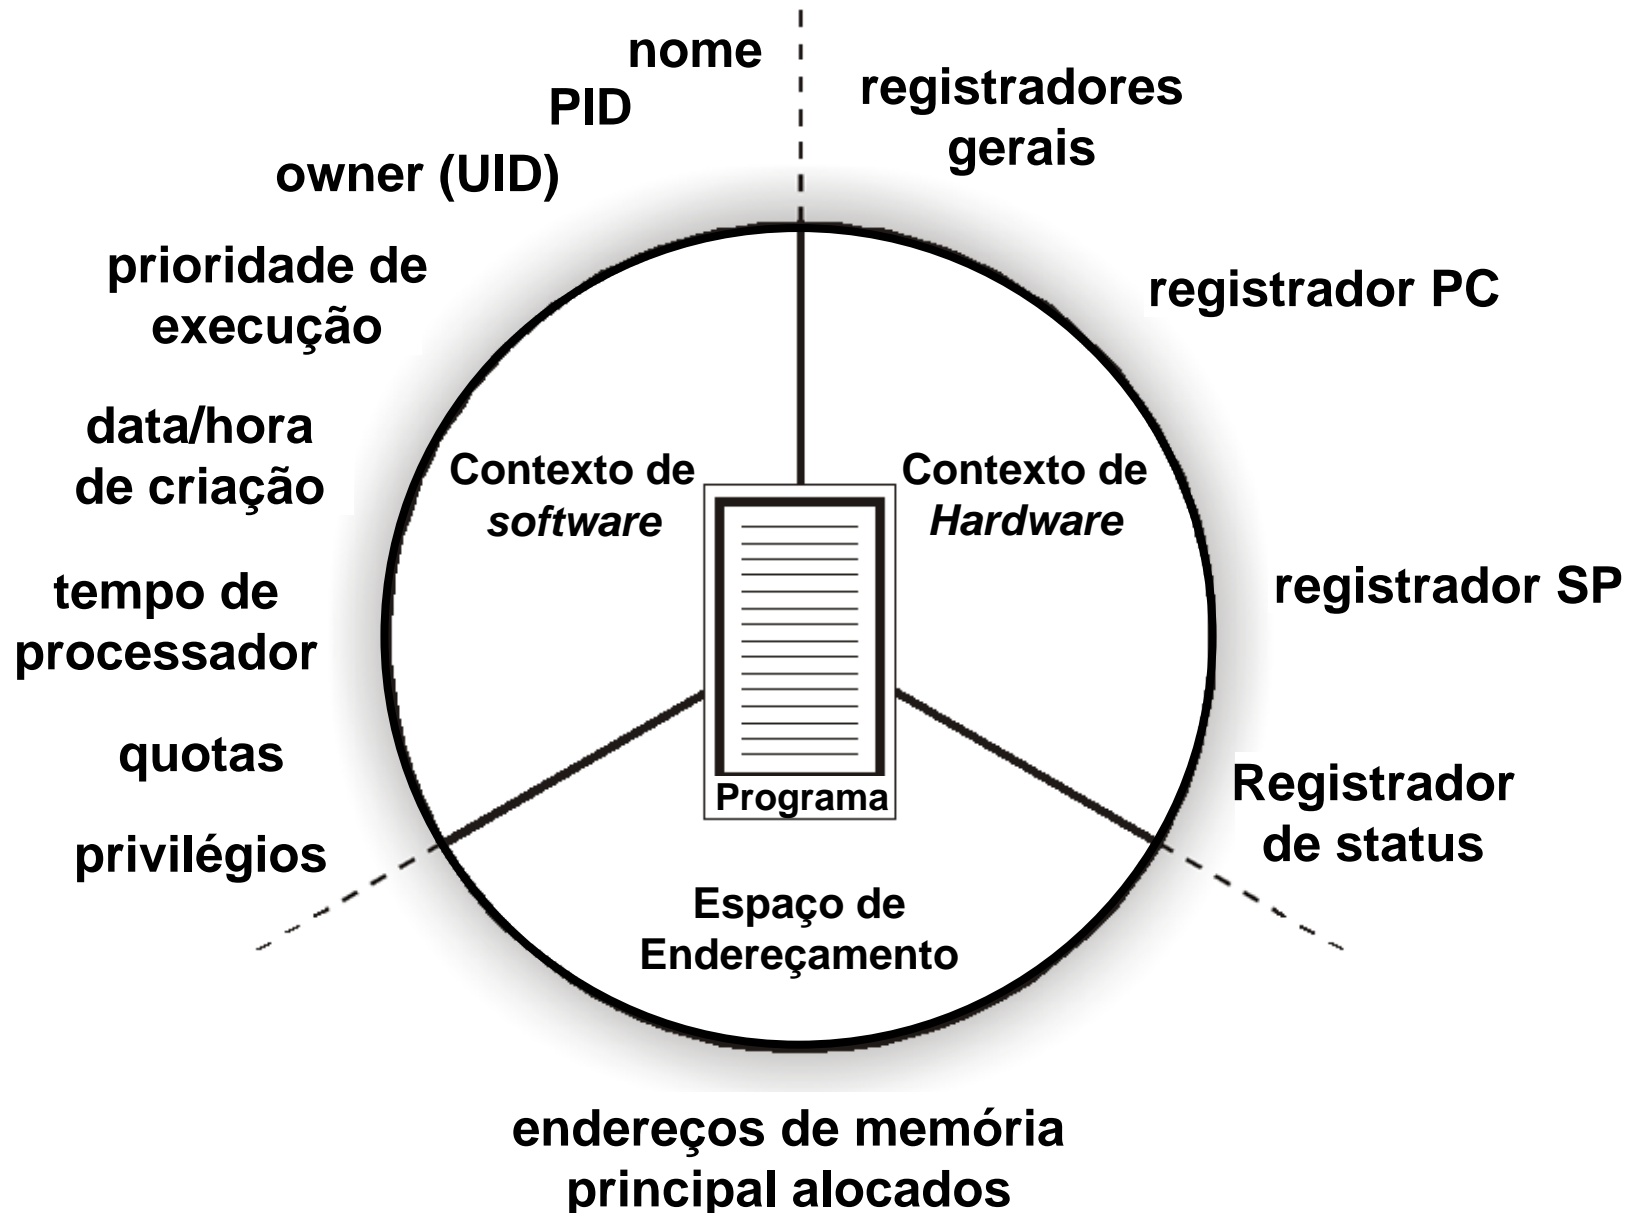 nome
PID
owner (UID)
prioridade de
execução
data/hora
de criação
tempo de
processador
quotas
privilégios
registradores
gerais
registrador PC
registrador SP
Registrador
de status
Contexto de
software
Contexto de
Hardware
Programa
Espaço de
Endereçamento
endereços de memória
principal alocados